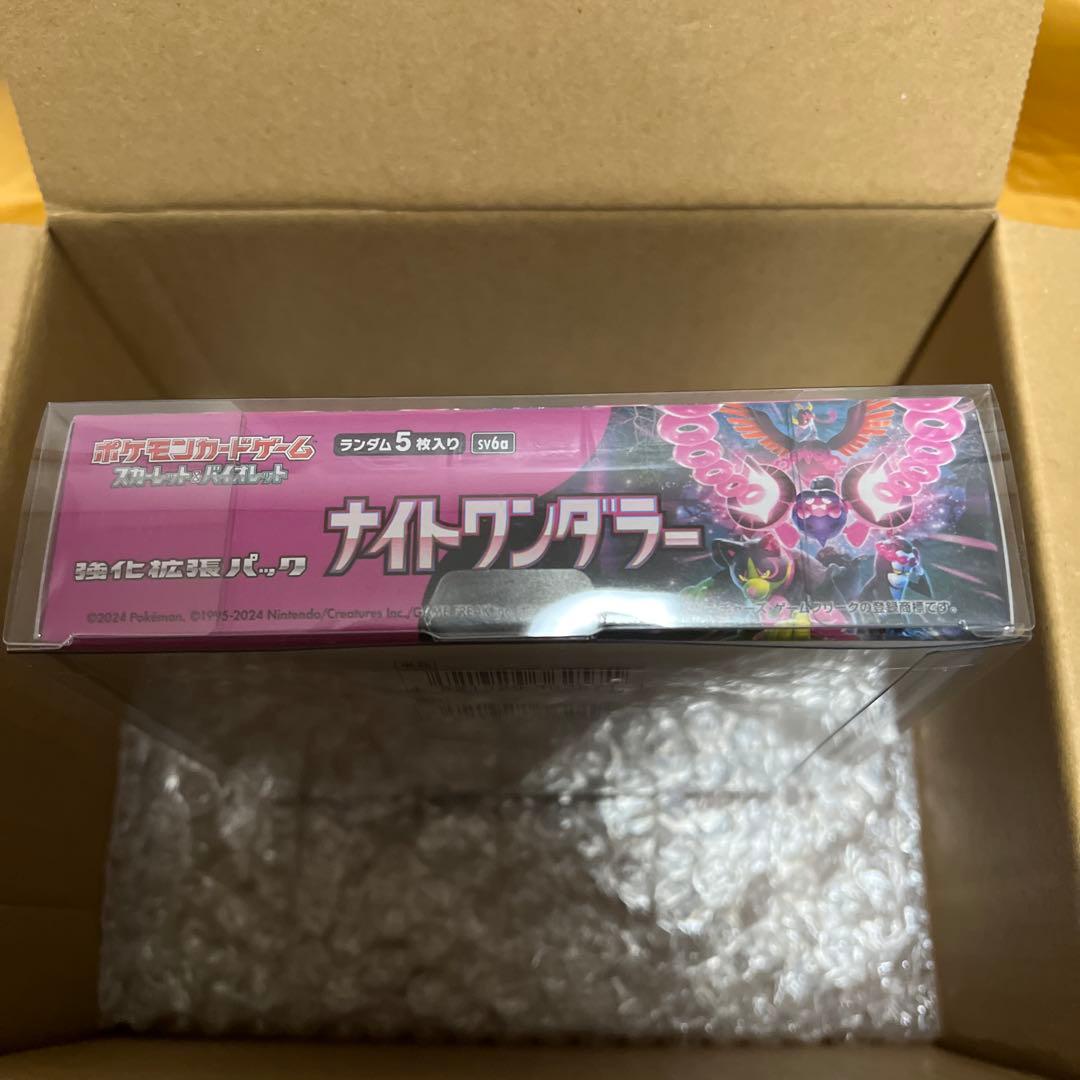 ポケモンカードゲーム
スカーレット&バイオレット
ランダム5枚入り sv6a
強化拡張パック
ナイトワンダラー
©2024 Pokémon. ©1995-2024 Nintendo/Creatures Inc./GAME FREAK inc. ゲームフリークの登録商標です。